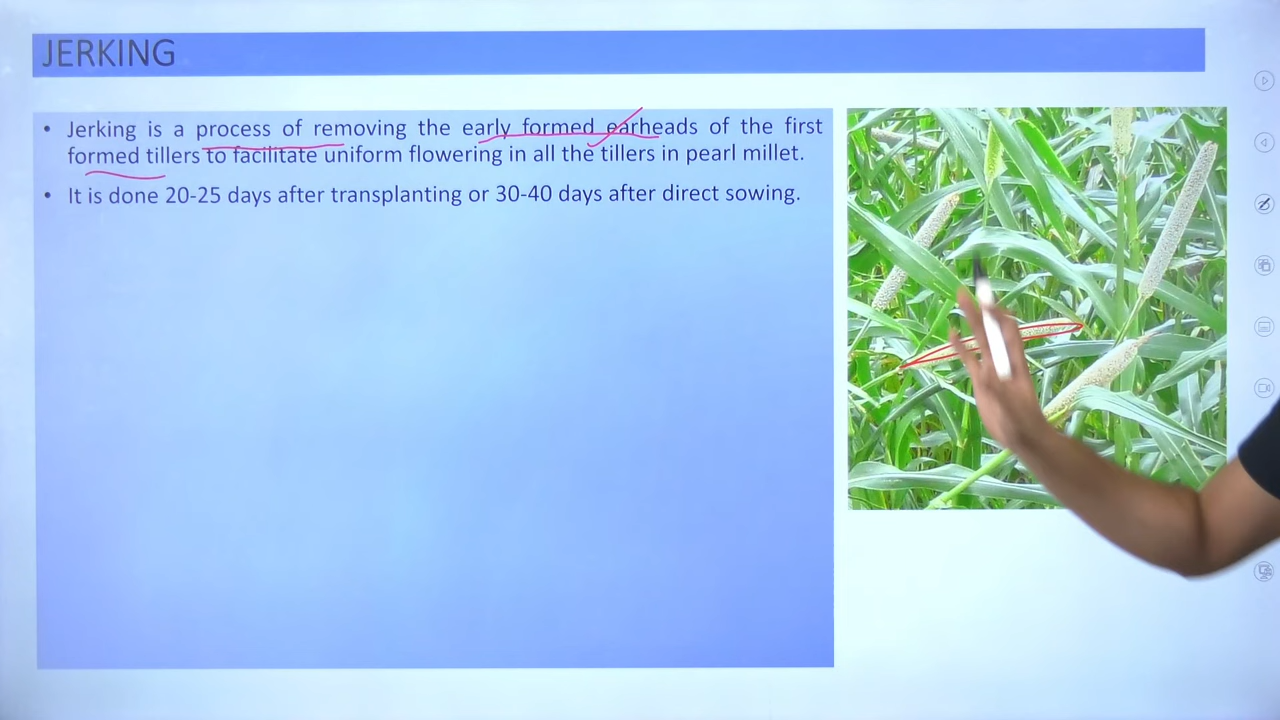 JERKING
• Jerking is a process of removing the early formed earheads of the first
formed tillers to facilitate uniform flowering in all the tillers in pearl millet.
• It is done 20-25 days after transplanting or 30-40 days after direct sowing.